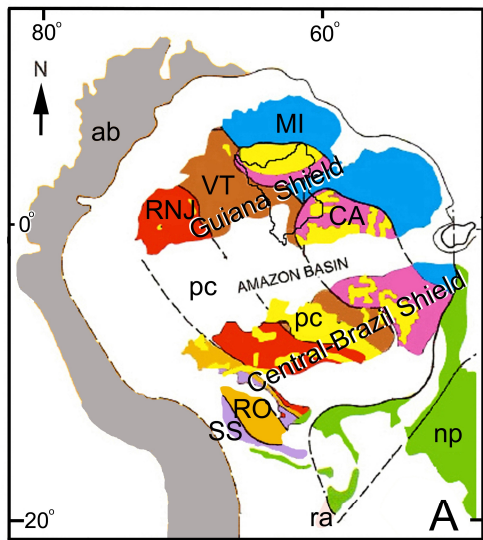 80°
60°
N
MI
ab
VT
Guiana Shield
RNJ
CA
0°
AMAZON BASIN
pc
pc
Central-Brazil Shield
RO
SS
np
ra
A
20°